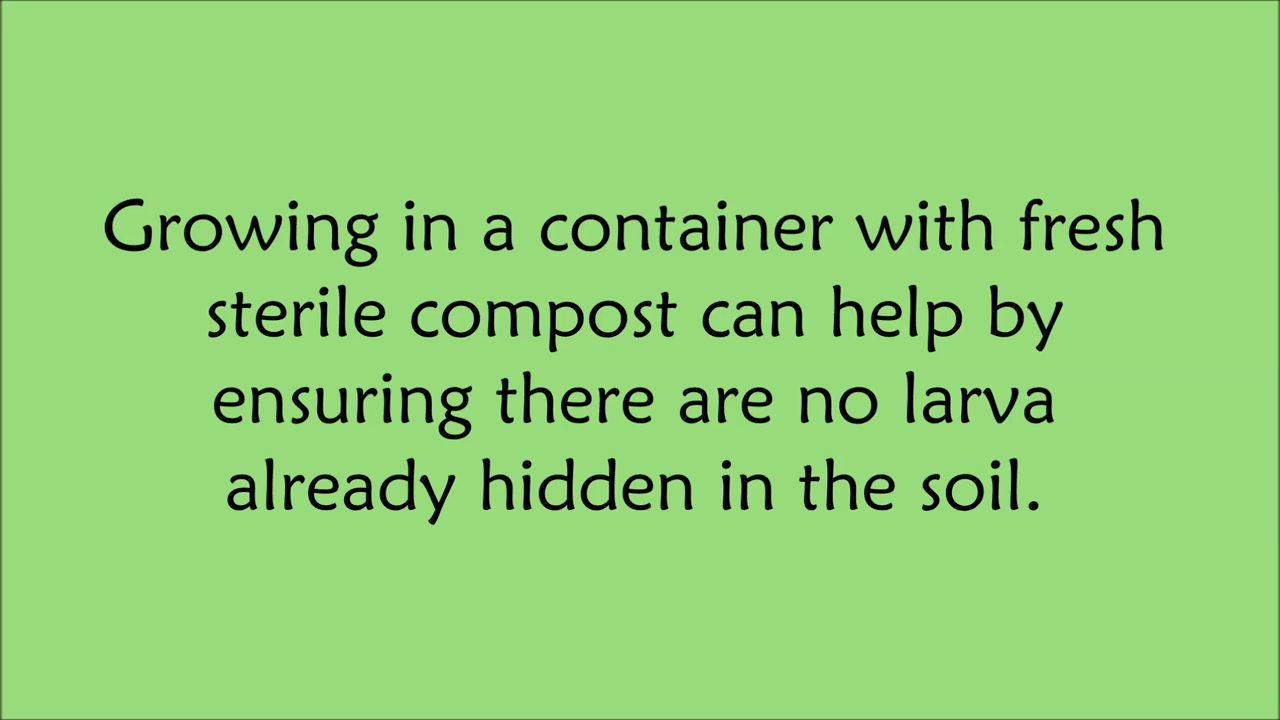 Growing in a container with fresh
sterile compost can help by
ensuring there are no larva
already hidden in the soil.